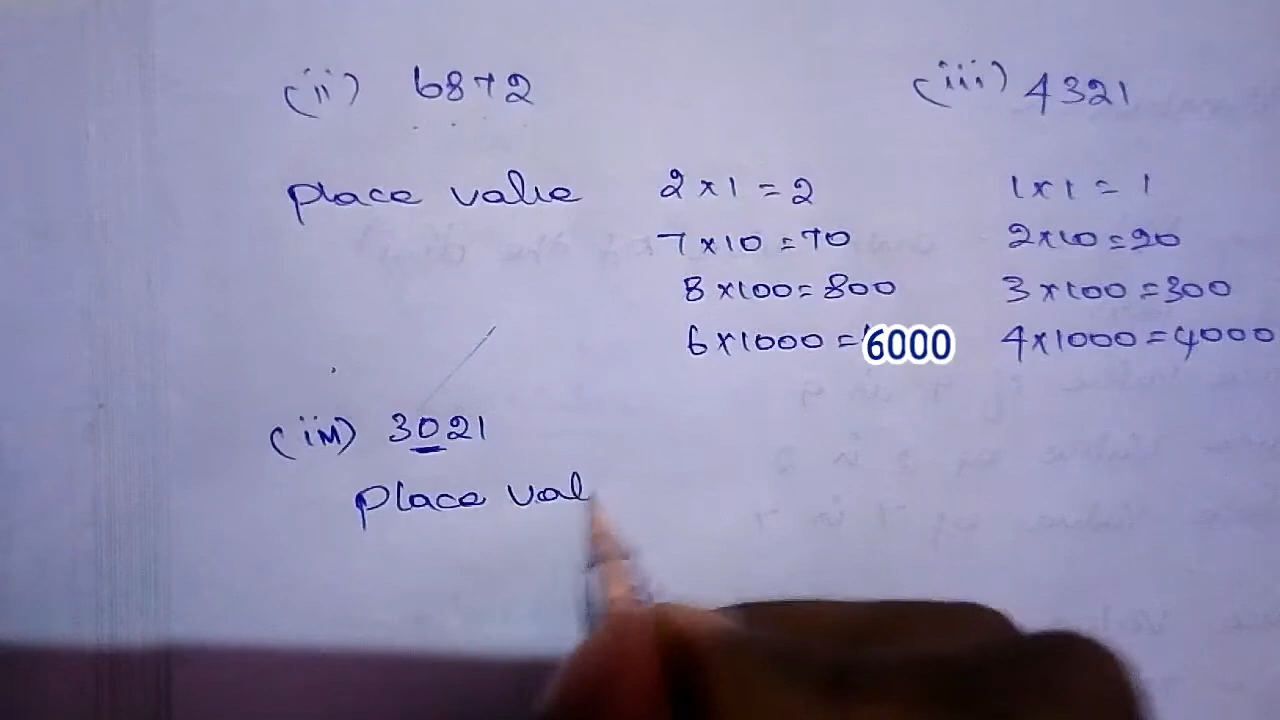 (ii) 6872 (iii) 4321
place value 2 × 1 = 2 1 × 1 = 1
7 × 10 = 70 2 × 10 = 20
8 × 100 = 800 3 × 100 = 300
6 × 1000 = 6000 4 × 1000 = 4000
(iv) 3021
place val